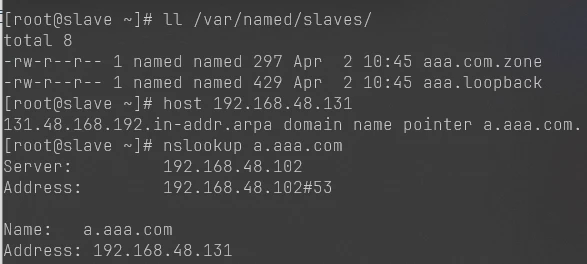 [root@slave ~]# ll /var/named/slaves/
total 8
-rw-r--r-- 1 named named 297 Apr  2 10:45 aaa.com.zone
-rw-r--r-- 1 named named 429 Apr  2 10:45 aaa.loopback
[root@slave ~]# host 192.168.48.131
131.48.168.192.in-addr.arpa domain name pointer a.aaa.com.
[root@slave ~]# nslookup a.aaa.com
Server:         192.168.48.102
Address:        192.168.48.102#53

Name:   a.aaa.com
Address: 192.168.48.131